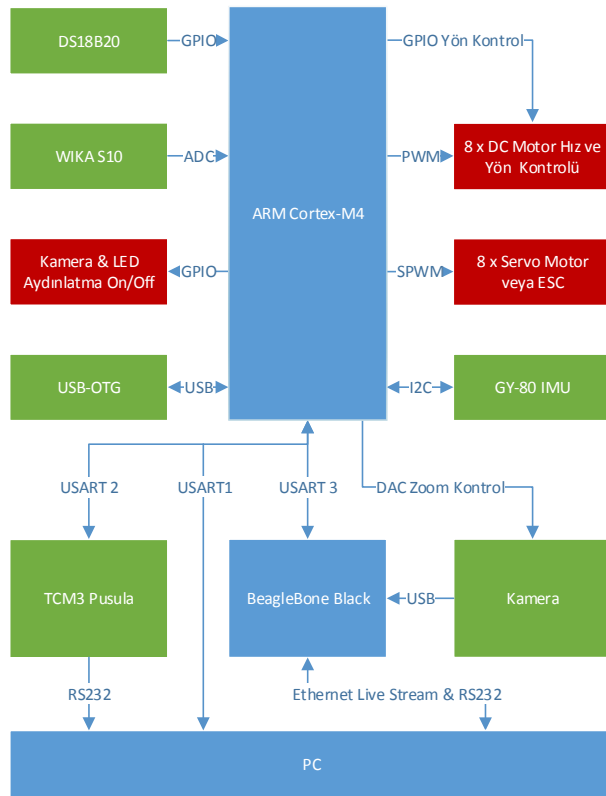 DS18B20
GPIO
GPIO Yön Kontrol
WIKA S10
ADC
ARM Cortex-M4
PWM
8 x DC Motor Hız ve
Yön Kontrolü
Kamera & LED
Aydınlatma On/Off
GPIO
SPWM
8 x Servo Motor
veya ESC
USB-OTG
USB
I2C
GY-80 IMU
USART 2
USART1
USART 3
DAC Zoom Kontrol
TCM3 Pusula
BeagleBone Black
USB
Kamera
RS232
Ethernet Live Stream & RS232
PC